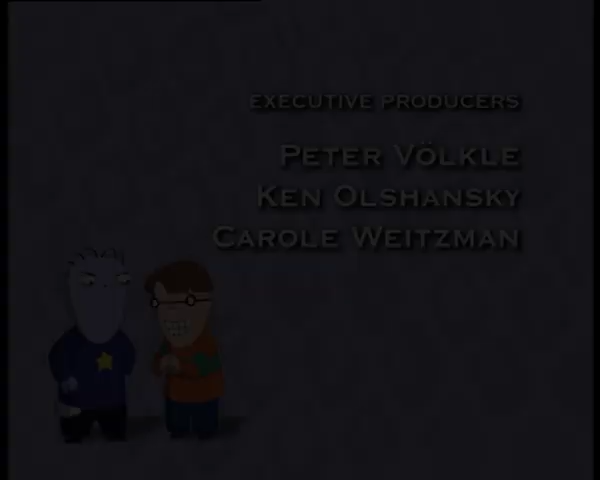 EXECUTIVE PRODUCERS
PETER VÖLKLE
KEN OLSHANSKY
CAROLE WEITZMAN